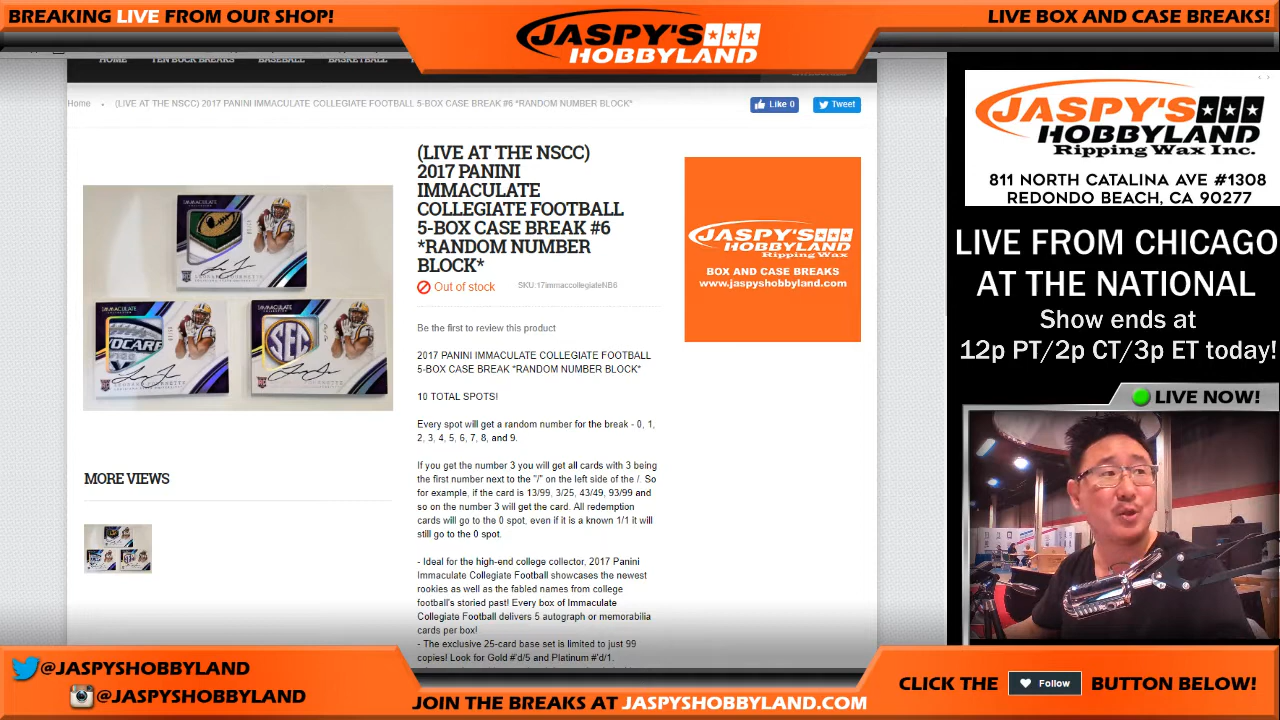 BREAKING LIVE FROM OUR SHOP!
JASPY'S
HOBBYLAND
LIVE BOX AND CASE BREAKS!
HOME TEN BUCK BREAKS BASEBALL BASKETBALL
Home • (LIVE AT THE NSCC) 2017 PANINI IMMACULATE COLLEGIATE FOOTBALL 5-BOX CASE BREAK #6 *RANDOM NUMBER BLOCK*
Like 0
Tweet
(LIVE AT THE NSCC)
2017 PANINI
IMMACULATE
COLLEGIATE FOOTBALL
5-BOX CASE BREAK #6
*RANDOM NUMBER
BLOCK*
Out of stock
SKU:17immaccollegiateNB6
Be the first to review this product
2017 PANINI IMMACULATE COLLEGIATE FOOTBALL
5-BOX CASE BREAK *RANDOM NUMBER BLOCK*
10 TOTAL SPOTS!
Every spot will get a random number for the break - 0, 1,
2, 3, 4, 5, 6, 7, 8, and 9.
If you get the number 3 you will get all cards with 3 being
the first number next to the "/" on the left side of the /. So
for example, if the card is 13/99, 3/25, 43/49, 93/99 and
so on the number 3 will get the card. All redemption
cards will go to the 0 spot, even if it is a known 1/1 it will
still go to the 0 spot.
- Ideal for the high-end college collector, 2017 Panini
Immaculate Collegiate Football showcases the newest
rookies as well as the fabled names from college
football's storied past! Every box of Immaculate
Collegiate Football delivers 5 autograph or memorabilia
cards per box!
- The exclusive 25-card base set is limited to just 99
copies! Look for Gold #'d/5 and Platinum #'d/1.
IMMACULATE
IMMACULATE
IMMACULATE
SEC
MORE VIEWS
JASPY'S
HOBBYLAND
Ripping Wax
BOX AND CASE BREAKS
www.jaspyshobbyland.com
JASPY'S
HOBBYLAND
Ripping Wax Inc.
811 NORTH CATALINA AVE #1308
REDONDO BEACH, CA 90277
LIVE FROM CHICAGO
AT THE NATIONAL
Show ends at
12p PT/2p CT/3p ET today!
LIVE NOW!
@JASPYSHOBBYLAND
@JASPYSHOBBYLAND
JOIN THE BREAKS AT JASPYSHOBBYLAND.COM
CLICK THE Follow BUTTON BELOW!